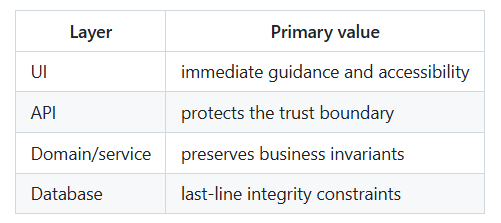 Layer Primary value
UI immediate guidance and accessibility
API protects the trust boundary
Domain/service preserves business invariants
Database last-line integrity constraints